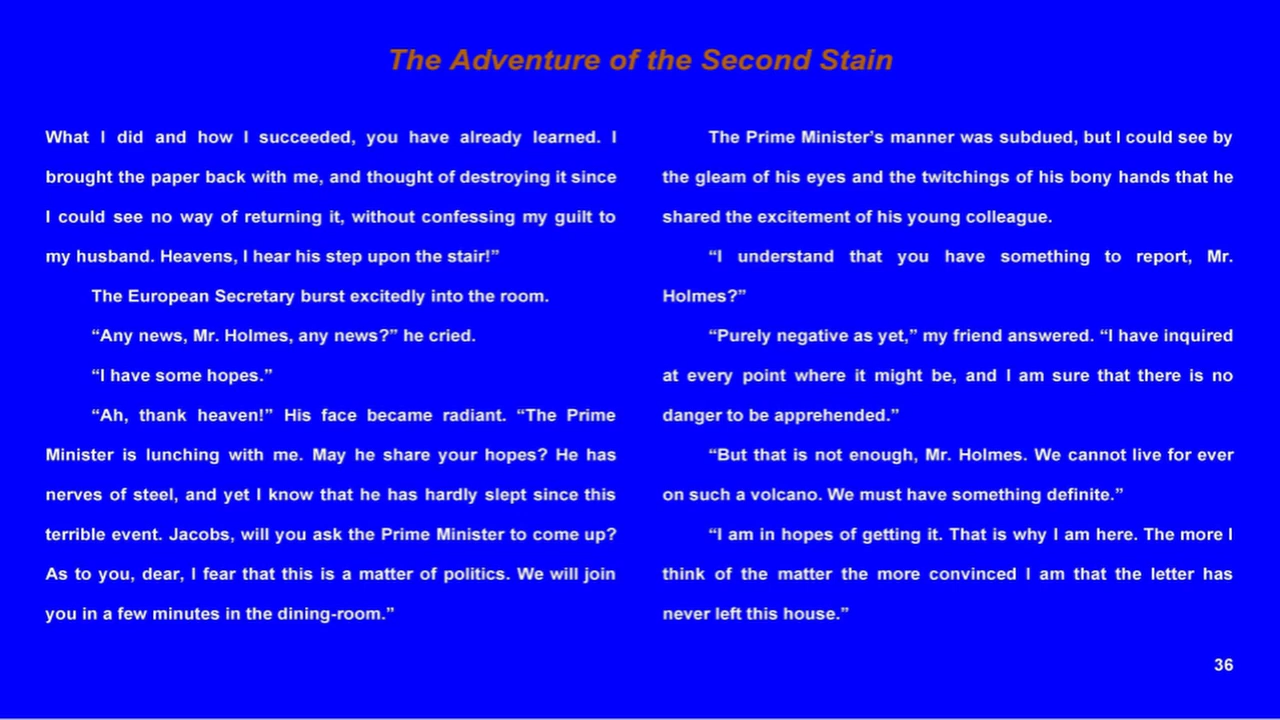 The Adventure of the Second Stain
What I did and how I succeeded, you have already learned. I
brought the paper back with me, and thought of destroying it since
I could see no way of returning it, without confessing my guilt to
my husband. Heavens, I hear his step upon the stair!”
The European Secretary burst excitedly into the room.
“Any news, Mr. Holmes, any news?” he cried.
“I have some hopes.”
“Ah, thank heaven!” His face became radiant. “The Prime
Minister is lunching with me. May he share your hopes? He has
nerves of steel, and yet I know that he has hardly slept since this
terrible event. Jacobs, will you ask the Prime Minister to come up?
As to you, dear, I fear that this is a matter of politics. We will join
you in a few minutes in the dining-room.”
The Prime Minister’s manner was subdued, but I could see by
the gleam of his eyes and the twitchings of his bony hands that he
shared the excitement of his young colleague.
“I understand that you have something to report, Mr.
Holmes?”
“Purely negative as yet,” my friend answered. “I have inquired
at every point where it might be, and I am sure that there is no
danger to be apprehended.”
“But that is not enough, Mr. Holmes. We cannot live for ever
on such a volcano. We must have something definite.”
“I am in hopes of getting it. That is why I am here. The more I
think of the matter the more convinced I am that the letter has
never left this house.”
36